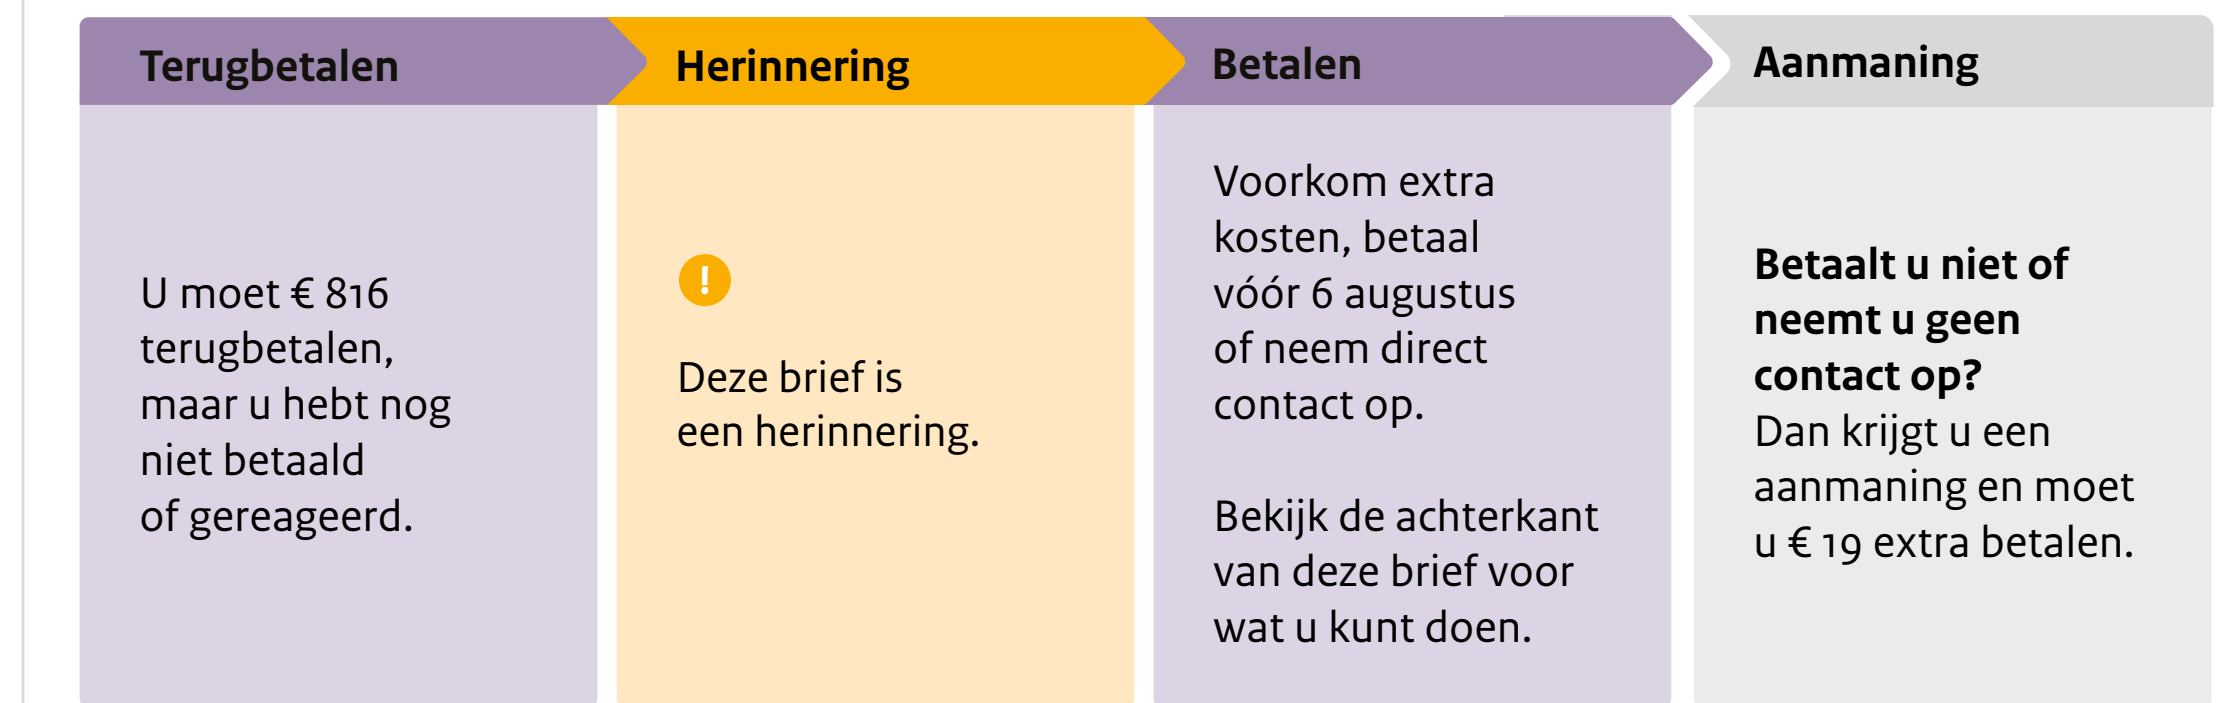 Terugbetalen
U moet € 816
terugbetalen,
maar u hebt nog
niet betaald
of gereageerd.
Herinnering
!
Deze brief is
een herinnering.
Betalen
Voorkom extra
kosten, betaal
vóór 6 augustus
of neem direct
contact op.
Bekijk de achterkant
van deze brief voor
wat u kunt doen.
Aanmaning
Betaalt u niet of
neemt u geen
contact op?
Dan krijgt u een
aanmaning en moet
u € 19 extra betalen.